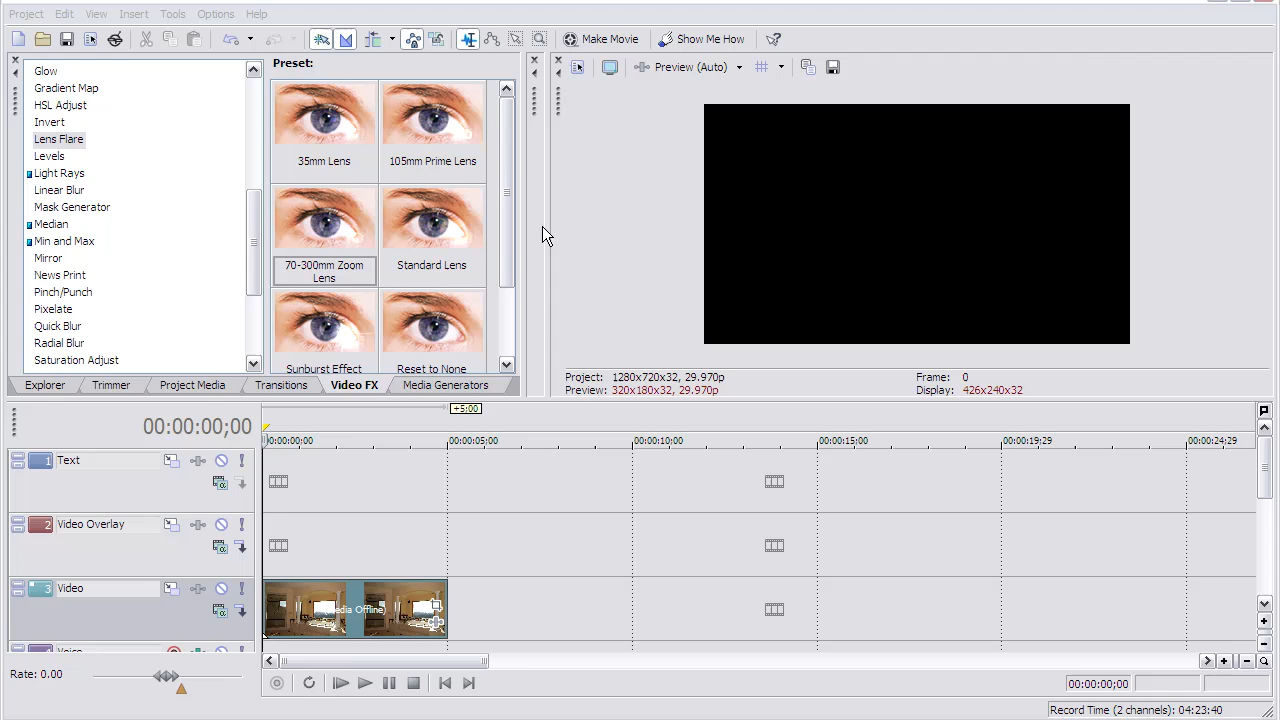 Project Edit View Insert Tools Options Help
Make Movie Show Me How
Glow
Gradient Map
HSL Adjust
Invert
Lens Flare
Levels
Light Rays
Linear Blur
Mask Generator
Median
Min and Max
Mirror
News Print
Pinch/Punch
Pixelate
Quick Blur
Radial Blur
Saturation Adjust
Preset:
35mm Lens
105mm Prime Lens
70-300mm Zoom
Lens
Standard Lens
Sunburst Effect
Reset to None
Explorer Trimmer Project Media Transitions Video FX Media Generators
Preview (Auto)
Project: 1280x720x32, 29.970p
Preview: 320x180x32, 29.970p
Frame: 0
Display: 426x240x32
+5:00
00:00:00;00
0:00:00;00 00:00:05;00 00:00:10;00 00:00:15;00 00:00:19;29 00:00:24;29
1 Text
2 Video Overlay
3 Video
(Media Offline)
Rate: 0.00
00:00:00;00
Record Time (2 channels): 04:23:40